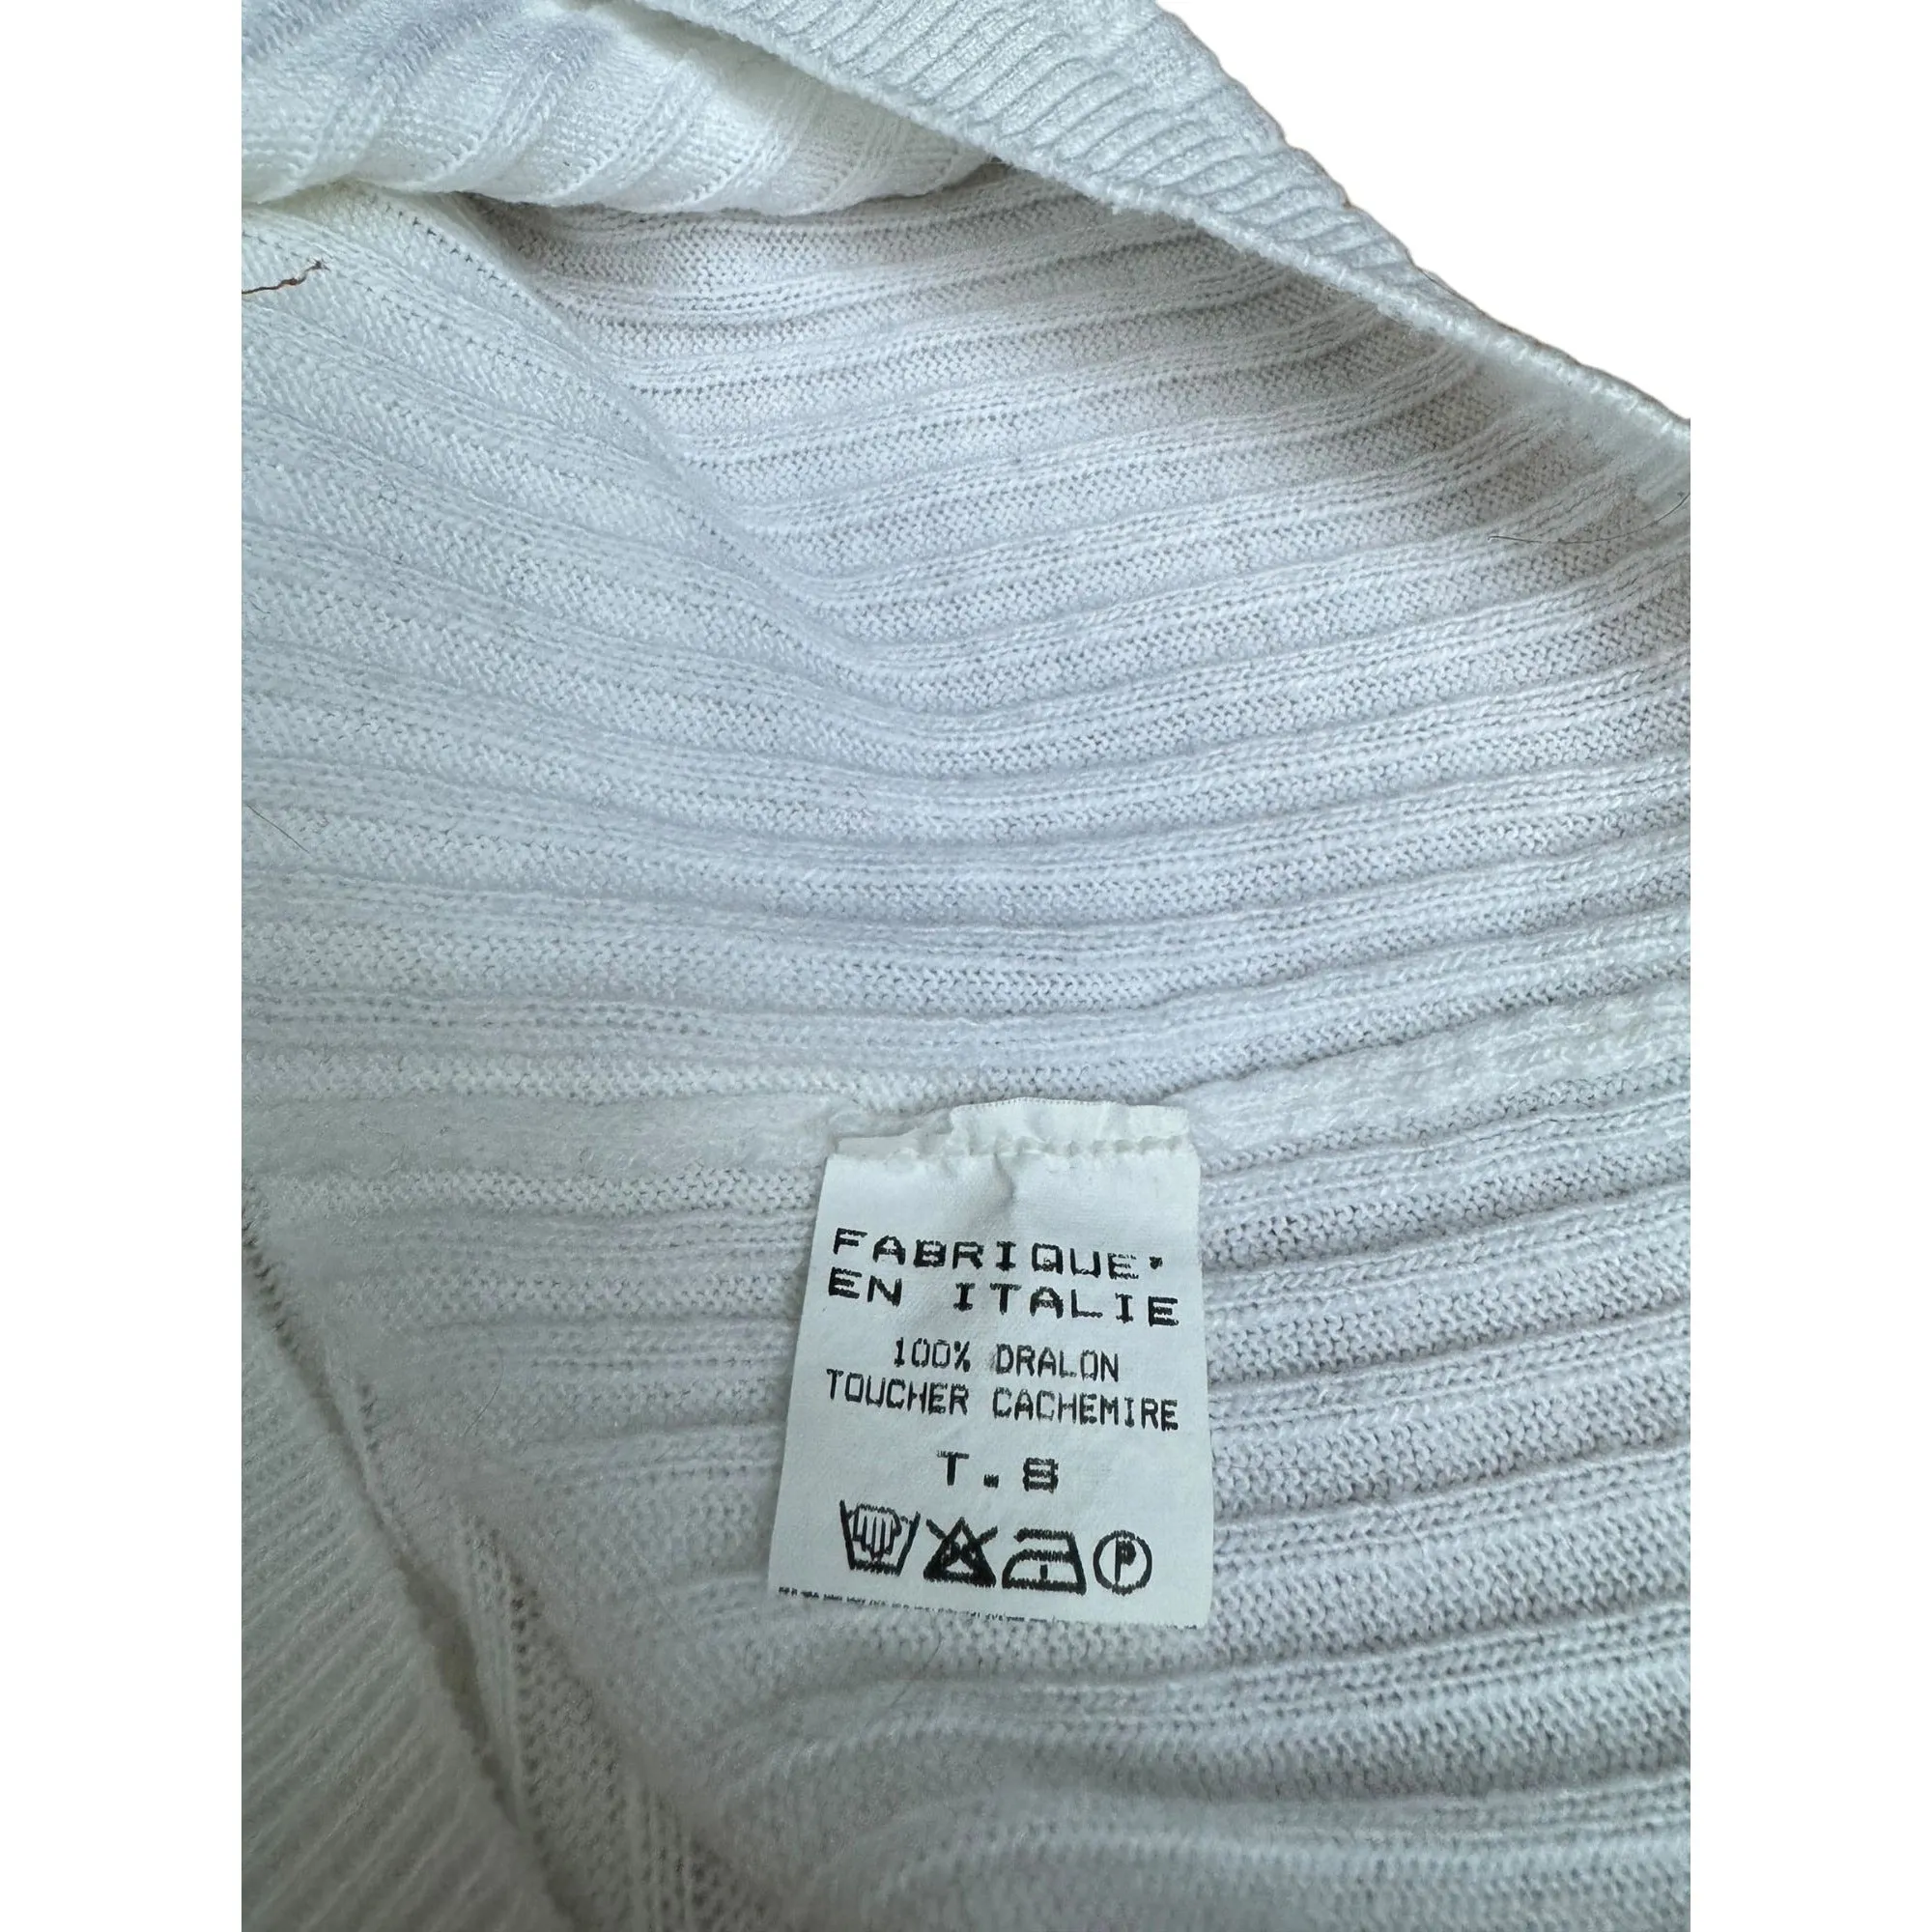 FABRIQUE'
EN ITALIE
100% DRALON
TOUCHER CACHEMIRE
T.8
P